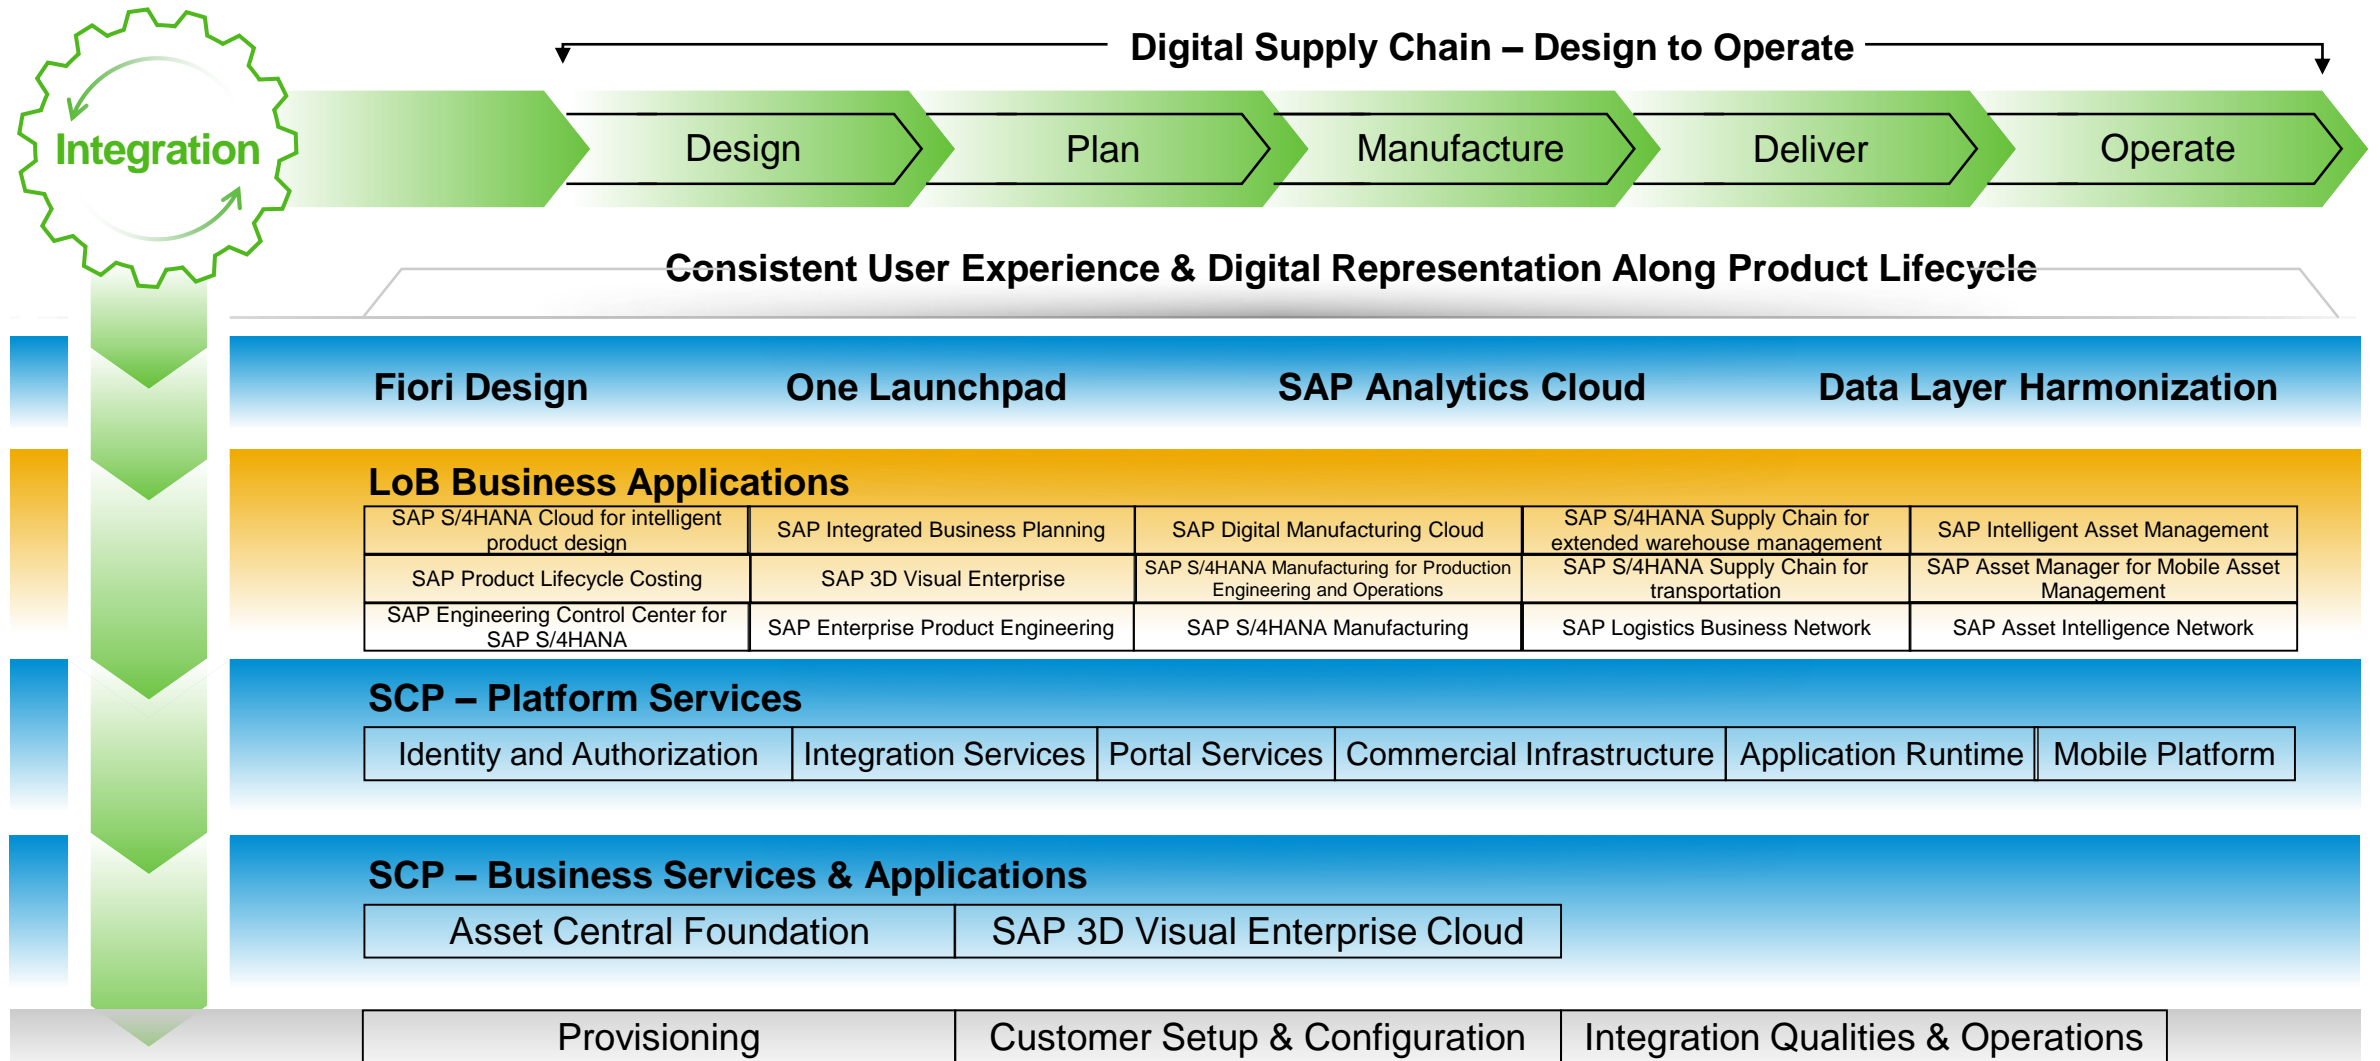 Digital Supply Chain – Design to Operate
Integration
Design
Plan
Manufacture
Deliver
Operate
Consistent User Experience & Digital Representation Along Product Lifecycle
Fiori Design
One Launchpad
SAP Analytics Cloud
Data Layer Harmonization
LoB Business Applications
SAP S/4HANA Cloud for intelligent
product design
SAP Integrated Business Planning
SAP Digital Manufacturing Cloud
SAP S/4HANA Supply Chain for
extended warehouse management
SAP Intelligent Asset Management
SAP Product Lifecycle Costing
SAP 3D Visual Enterprise
SAP S/4HANA Manufacturing for Production
Engineering and Operations
SAP S/4HANA Supply Chain for
transportation
SAP Asset Manager for Mobile Asset
Management
SAP Engineering Control Center for
SAP S/4HANA
SAP Enterprise Product Engineering
SAP S/4HANA Manufacturing
SAP Logistics Business Network
SAP Asset Intelligence Network
SCP – Platform Services
Identity and Authorization
Integration Services
Portal Services
Commercial Infrastructure
Application Runtime
Mobile Platform
SCP – Business Services & Applications
Asset Central Foundation
SAP 3D Visual Enterprise Cloud
Provisioning
Customer Setup & Configuration
Integration Qualities & Operations